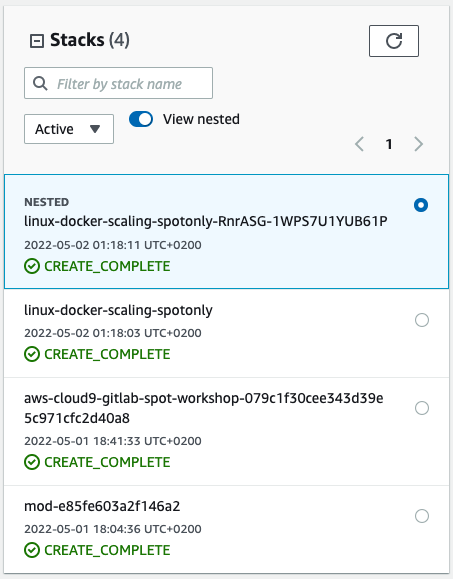 Stacks (4)
Filter by stack name
Active
View nested
1
NESTED
linux-docker-scaling-spotonly-RnrASG-1WPS7U1YUB61P
2022-05-02 01:18:11 UTC+0200
CREATE_COMPLETE
linux-docker-scaling-spotonly
2022-05-02 01:18:03 UTC+0200
CREATE_COMPLETE
aws-cloud9-gitlab-spot-workshop-079c1f30cee343d39e
5c971cfc2d40a8
2022-05-01 18:41:33 UTC+0200
CREATE_COMPLETE
mod-e85fe603a2f146a2
2022-05-01 18:04:36 UTC+0200
CREATE_COMPLETE